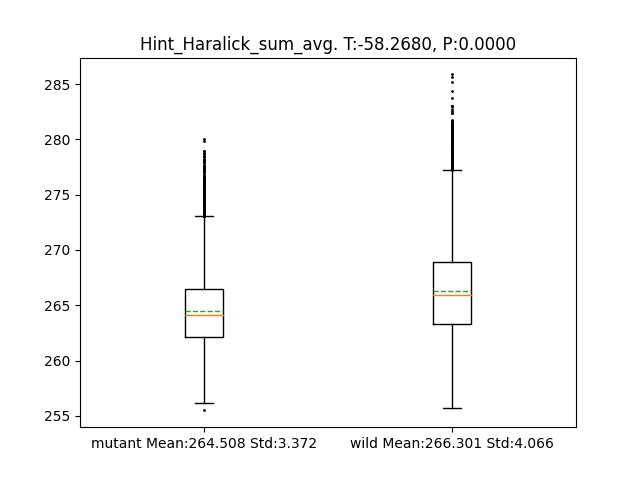 Hint_Haralick_sum_avg. T:-58.2680, P:0.0000
285
280
275
270
265
260
255
mutant Mean:264.508 Std:3.372
wild Mean:266.301 Std:4.066